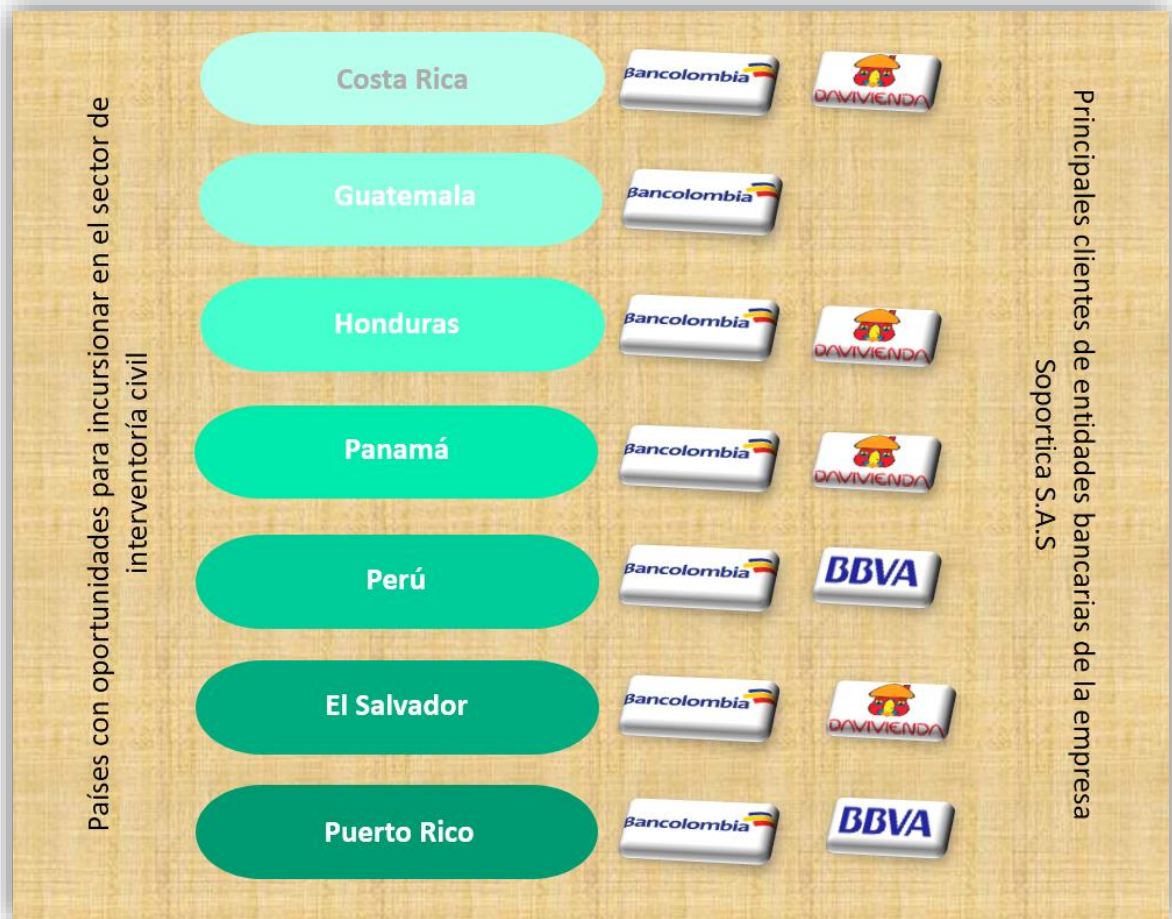 Países con oportunidades para incursionar en el sector de
interventoría civil
Costa Rica
Bancolombia
DAVIVIENDA
Guatemala
Bancolombia
Honduras
Bancolombia
DAVIVIENDA
Panamá
Bancolombia
DAVIVIENDA
Perú
Bancolombia
BBVA
El Salvador
Bancolombia
DAVIVIENDA
Puerto Rico
Bancolombia
BBVA
Principales clientes de entidades bancarias de la empresa
Soportica S.A.S